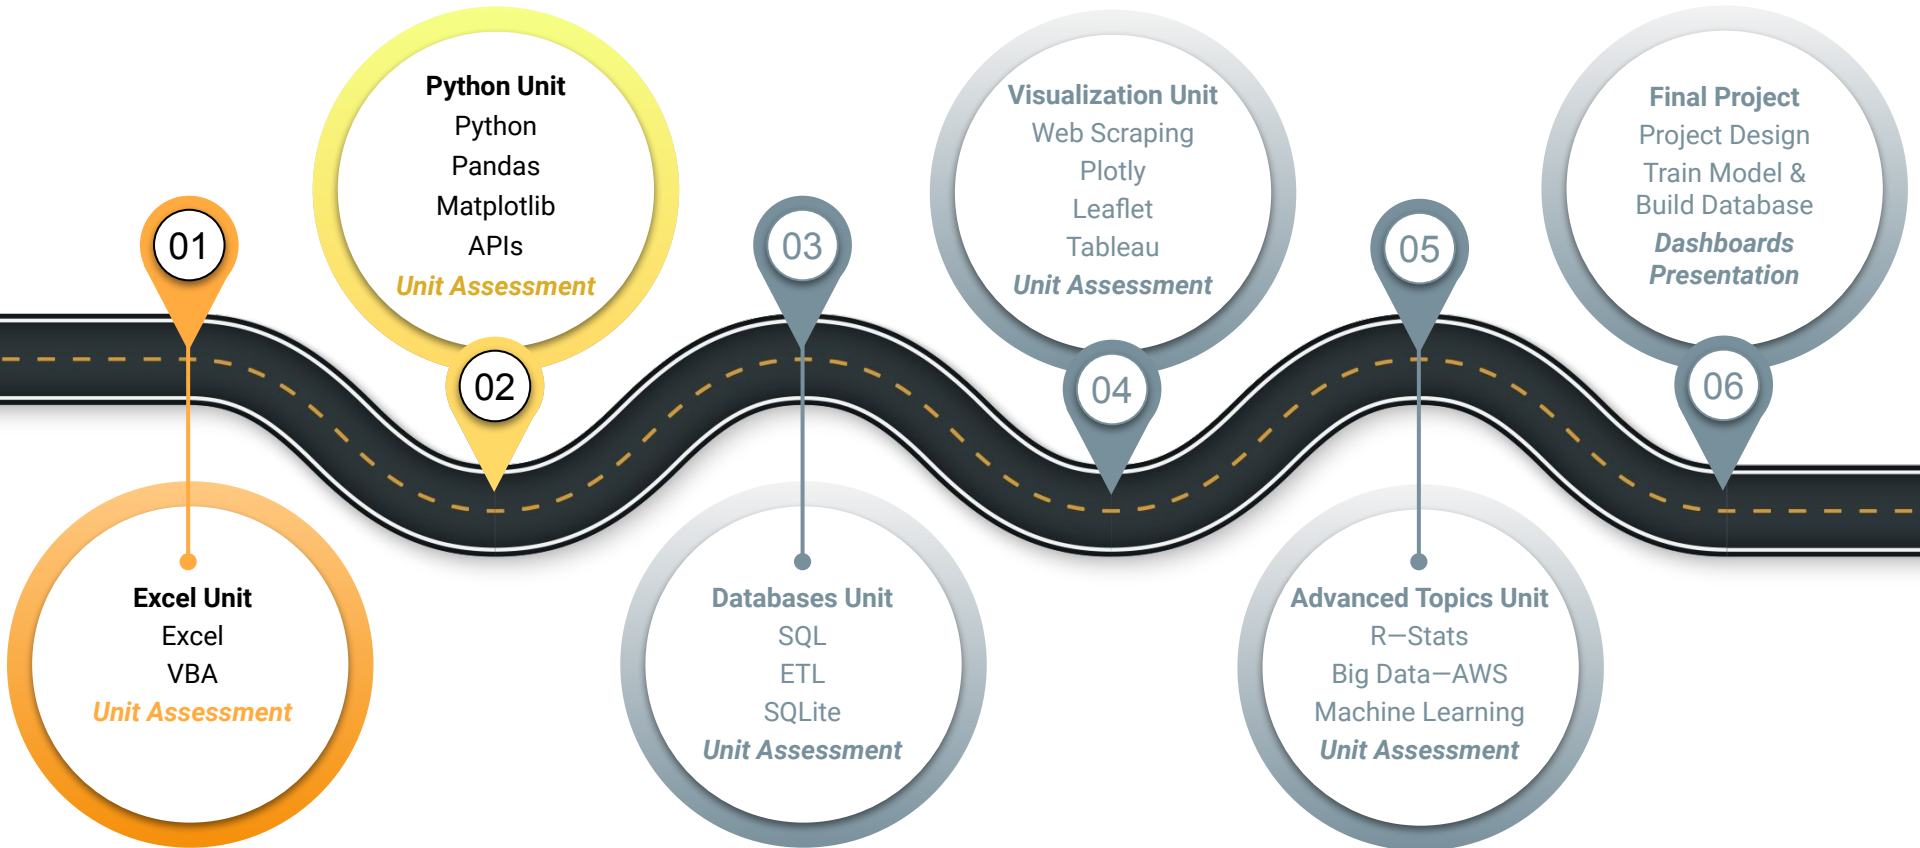 01
Excel Unit
Excel
VBA
Unit Assessment
Python Unit
Python
Pandas
Matplotlib
APIs
Unit Assessment
02
03
Databases Unit
SQL
ETL
SQLite
Unit Assessment
Visualization Unit
Web Scraping
Plotly
Leaflet
Tableau
Unit Assessment
04
05
Advanced Topics Unit
R—Stats
Big Data—AWS
Machine Learning
Unit Assessment
Final Project
Project Design
Train Model &
Build Database
Dashboards
Presentation
06